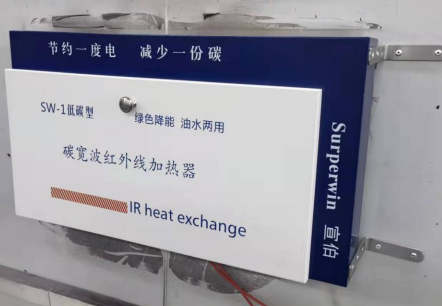 节约一度电 减少一份碳
SW-1低碳型
绿色降能 油水两用
碳宽波红外线加热器
IR heat exchange
Surperwin 宣伯